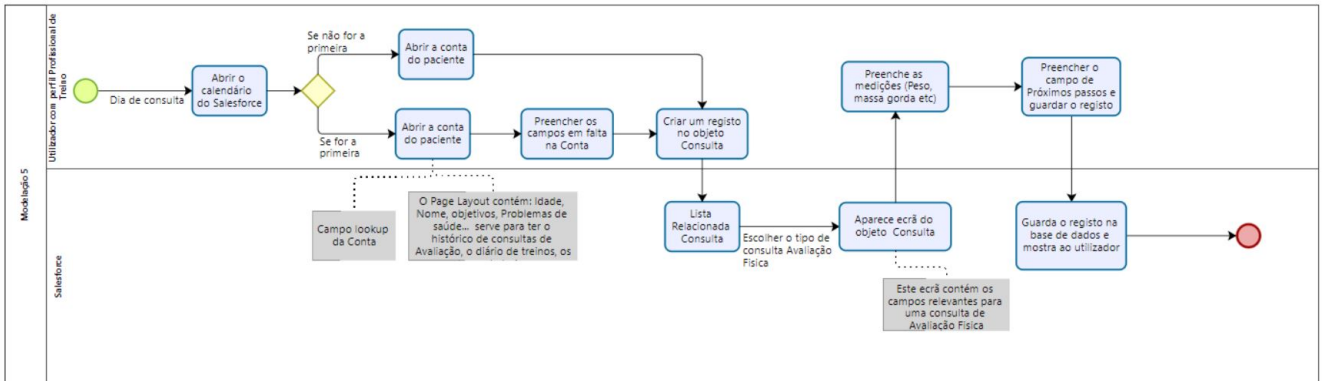 Modelação 5
Utilizador com perfil Profissional de
Treino
Dia de consulta
Abrir o
calendário
do Salesforce
Se não for a
primeira
Se for a
primeira
Abrir a conta
do paciente
Abrir a conta
do paciente
Preencher os
campos em falta
na Conta
Criar um registo
no objeto
Consulta
Preenche as
medições (Peso,
massa gorda etc)
Preencher o
campo de
Próximos passos e
guardar o registo
Salesforce
Campo lookup
da Conta
O Page Layout contém: Idade,
Nome, objetivos, Problemas de
saúde... serve para ter o
histórico de consultas de
Avaliação, o diário de treinos, os
Lista
Relacionada
Consulta
Escolher o tipo de
consulta Avaliação
Fisica
Aparece ecrã do
objeto Consulta
Este ecrã contém os
campos relevantes para
uma consulta de
Avaliação Fisica
Guarda o registo na
base de dados e
mostra ao utilizador